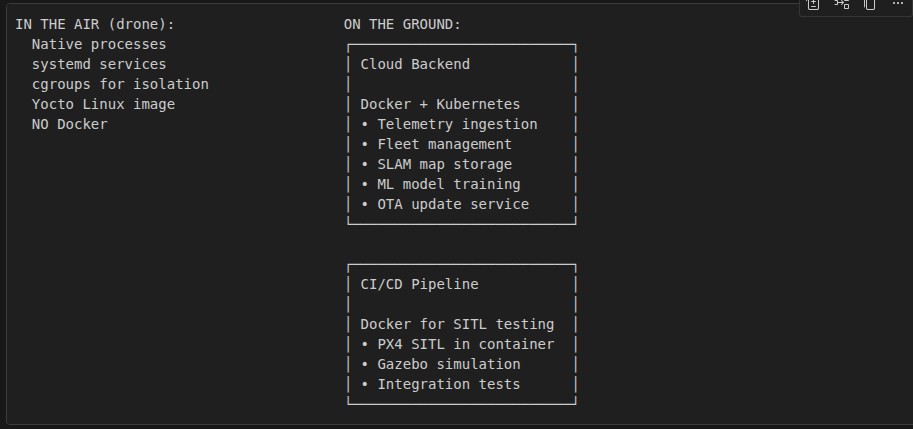 IN THE AIR (drone):
Native processes
systemd services
cgroups for isolation
Yocto Linux image
NO Docker
ON THE GROUND:
Cloud Backend
Docker + Kubernetes
• Telemetry ingestion
• Fleet management
• SLAM map storage
• ML model training
• OTA update service
CI/CD Pipeline
Docker for SITL testing
• PX4 SITL in container
• Gazebo simulation
• Integration tests